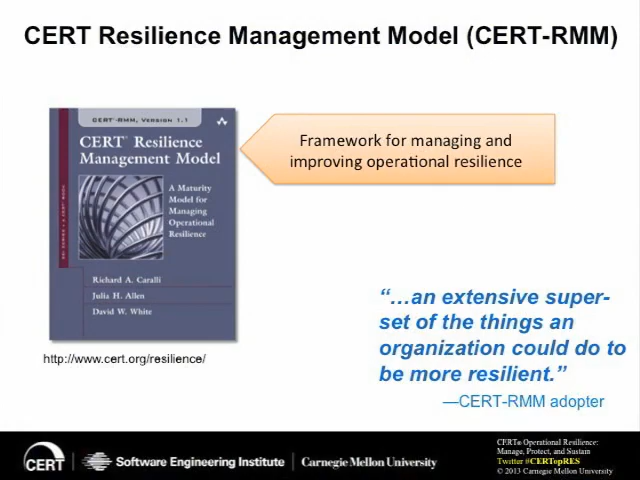 CERT Resilience Management Model (CERT-RMM)
CERT®-RMM, VERSION 1.1
CERT® Resilience
Management Model
A Maturity
Model for
Managing
Operational
Resilience
Richard A. Caralli
Julia H. Allen
David W. White
Framework for managing and
improving operational resilience
http://www.cert.org/resilience/
“…an extensive super-
set of the things an
organization could do to
be more resilient.”
—CERT-RMM adopter
CERT
Software Engineering Institute
Carnegie Mellon University
CERT® Operational Resilience:
Manage, Protect, and Sustain
Twitter #CERTopRES
© 2013 Carnegie Mellon University